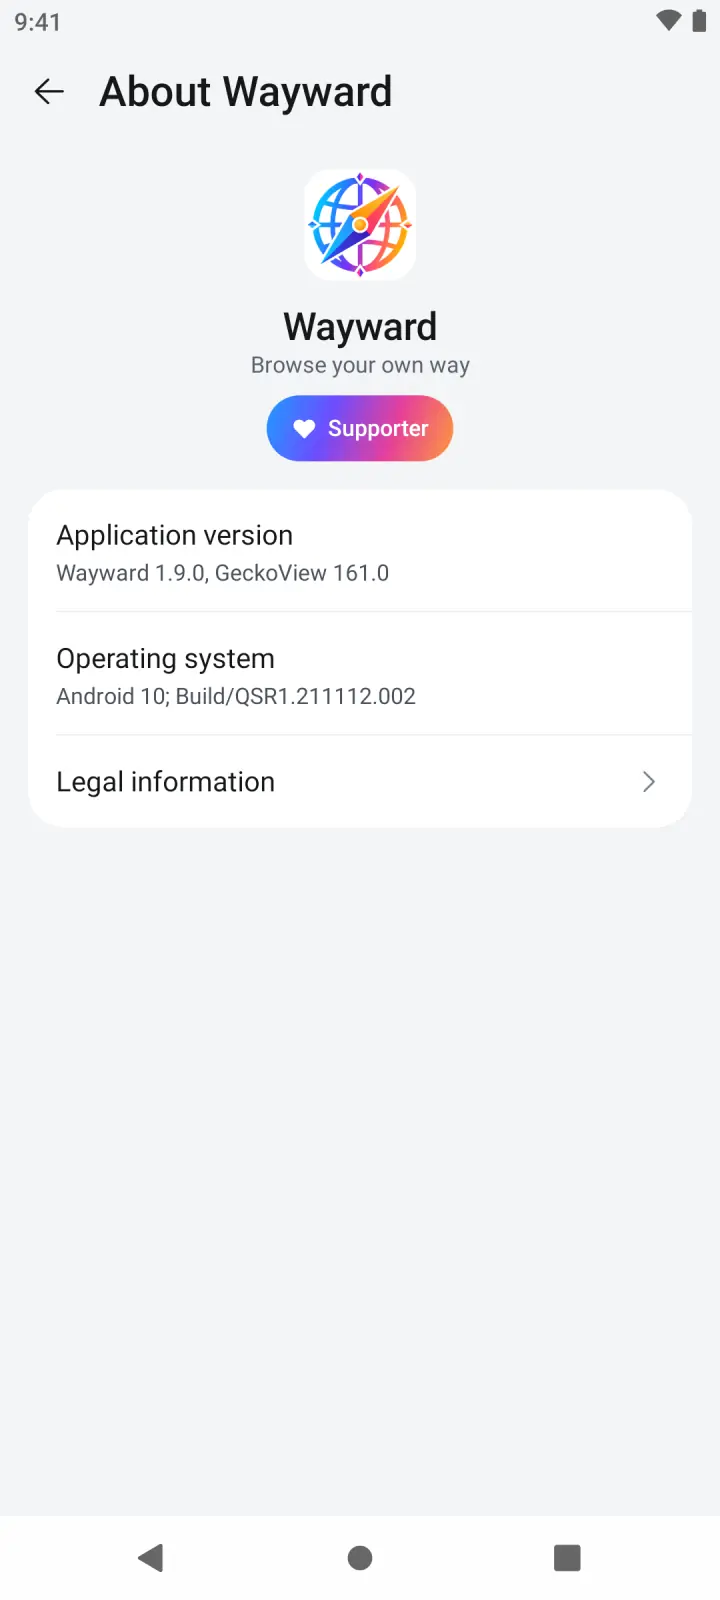 9:41
About Wayward
Wayward
Browse your own way
Supporter
Application version
Wayward 1.9.0, GeckoView 161.0
Operating system
Android 10; Build/QSR1.211112.002
Legal information